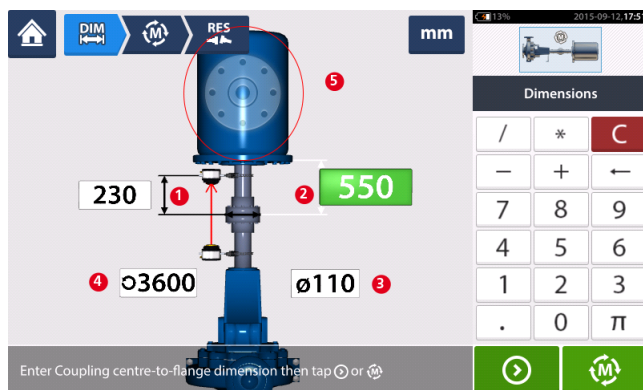 DIM
M
RES
mm
13%
2015-09-12,17:51
M
Dimensions
5
230
1
2
550
4
3600
ø110
3
/ * C
− + ←
7 8 9
4 5 6
1 2 3
. 0 π
Enter Coupling centre-to-flange dimension then tap or M
M